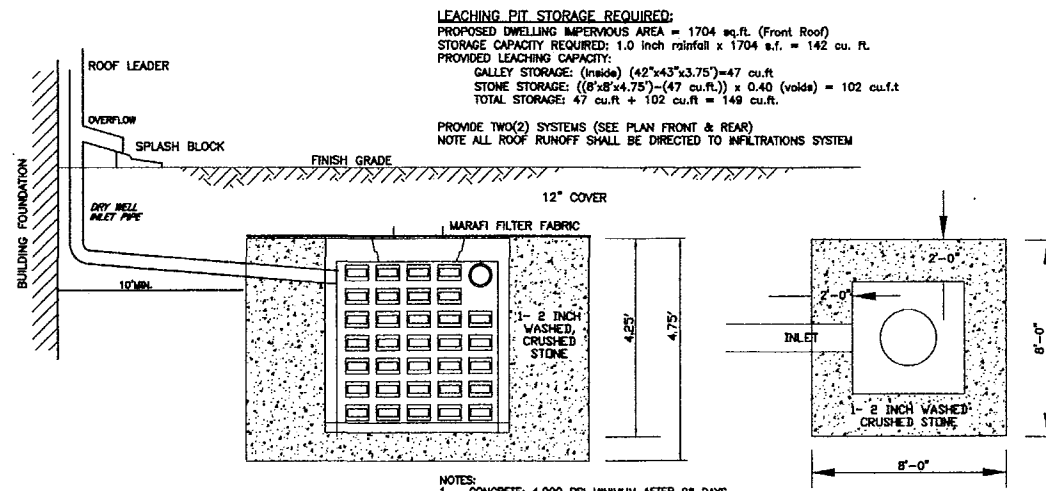 LEACHING PIT STORAGE REQUIRED:
PROPOSED DWELLING IMPERVIOUS AREA = 1704 sq.ft. (Front Roof)
STORAGE CAPACITY REQUIRED: 1.0 inch rainfall x 1704 s.f. = 142 cu. ft.
PROVIDED LEACHING CAPACITY:
GALLEY STORAGE: (inside) (42"x43"x3.75')=47 cu.ft
STONE STORAGE: ((8'x8'x4.75')-(47 cu.ft.)) x 0.40 (voids) = 102 cu.f.t
TOTAL STORAGE: 47 cu.ft + 102 cu.ft = 149 cu.ft.
PROVIDE TWO(2) SYSTEMS (SEE PLAN FRONT & REAR)
NOTE ALL ROOF RUNOFF SHALL BE DIRECTED TO INFILTRATIONS SYSTEM
ROOF LEADER
OVERFLOW
SPLASH BLOCK
FINISH GRADE
12" COVER
DRY WELL
INLET PIPE
MARAFI FILTER FABRIC
BUILDING FOUNDATION
10'MIN.
1- 2 INCH
WASHED,
CRUSHED
STONE
4.25'
4.75'
2'-0"
2'-0"
INLET
8'-0"
1- 2 INCH WASHED
CRUSHED STONE
8'-0"
NOTES: